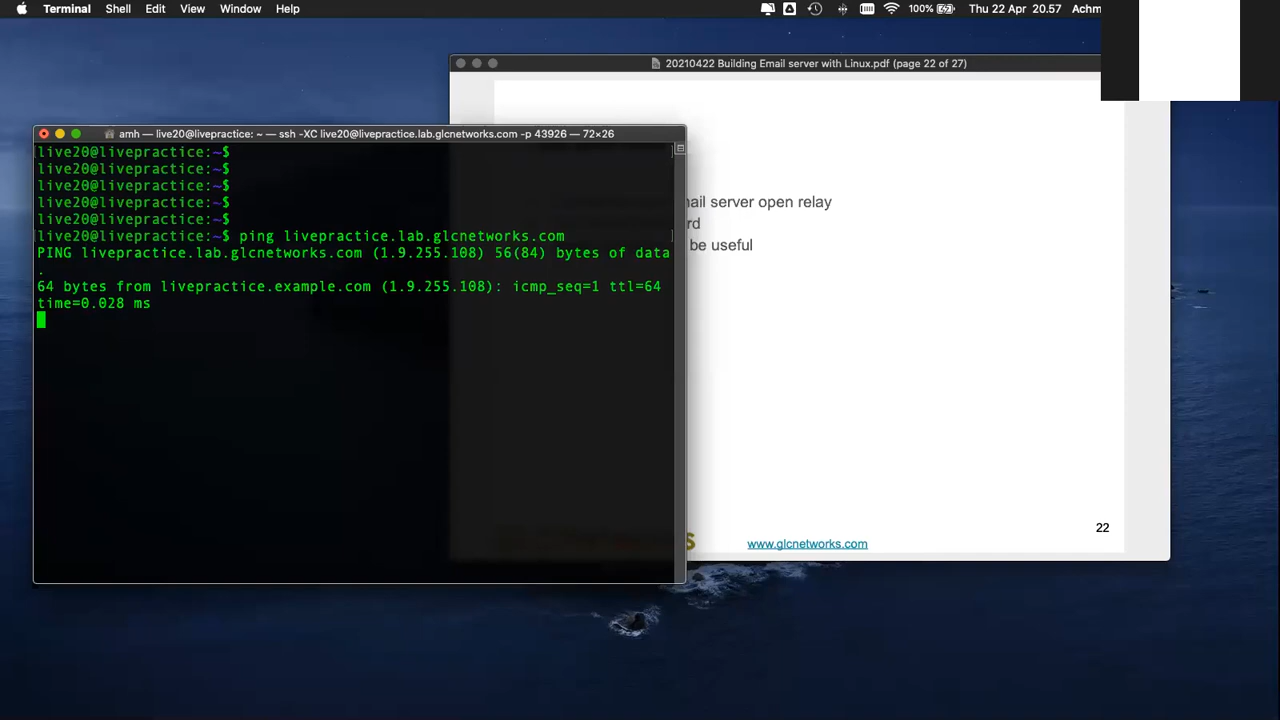 Terminal Shell Edit View Window Help 100% Thu 22 Apr 20.57 Achm
20210422 Building Email server with Linux.pdf (page 22 of 27)
amh — live20@livepractice: ~ — ssh -XC live20@livepractice.lab.glcnetworks.com -p 43926 — 72×26
live20@livepractice:~$
live20@livepractice:~$
live20@livepractice:~$
live20@livepractice:~$
live20@livepractice:~$
live20@livepractice:~$ ping livepractice.lab.glcnetworks.com
PING livepractice.lab.glcnetworks.com (1.9.255.108) 56(84) bytes of data
.
64 bytes from livepractice.example.com (1.9.255.108): icmp_seq=1 ttl=64
time=0.028 ms
server open relay
be useful
22
www.glcnetworks.com